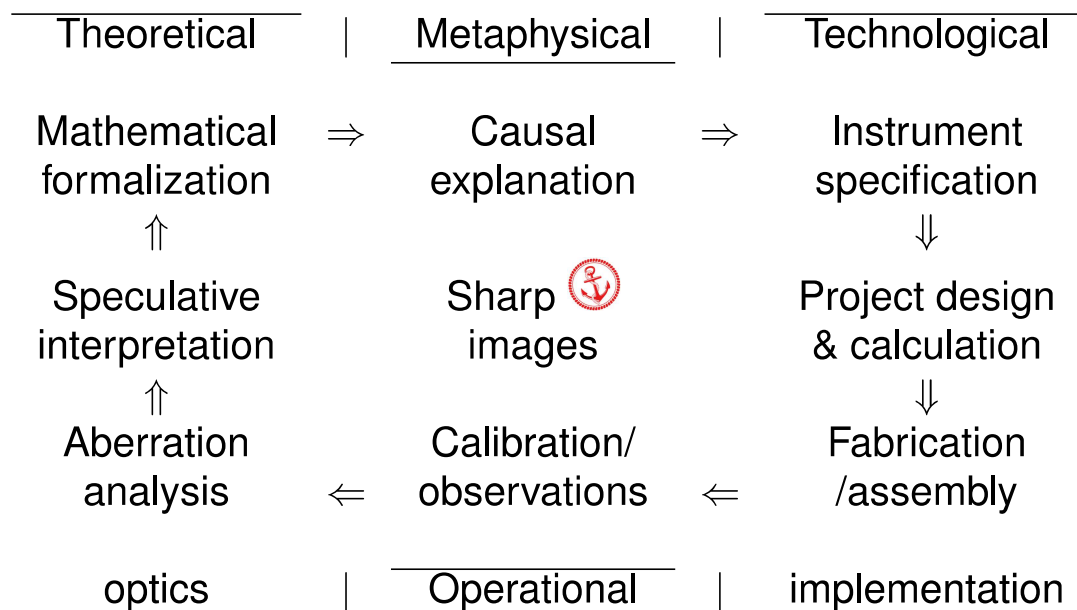 Theoretical | Metaphysical | Technological
Mathematical ⇒ Causal ⇒ Instrument
formalization explanation specification
⇑ ⇓
Speculative Sharp Project design
interpretation images & calculation
⇑ ⇓
Aberration Calibration/ Fabrication
analysis ⇐ observations ⇐ /assembly
optics | Operational | implementation